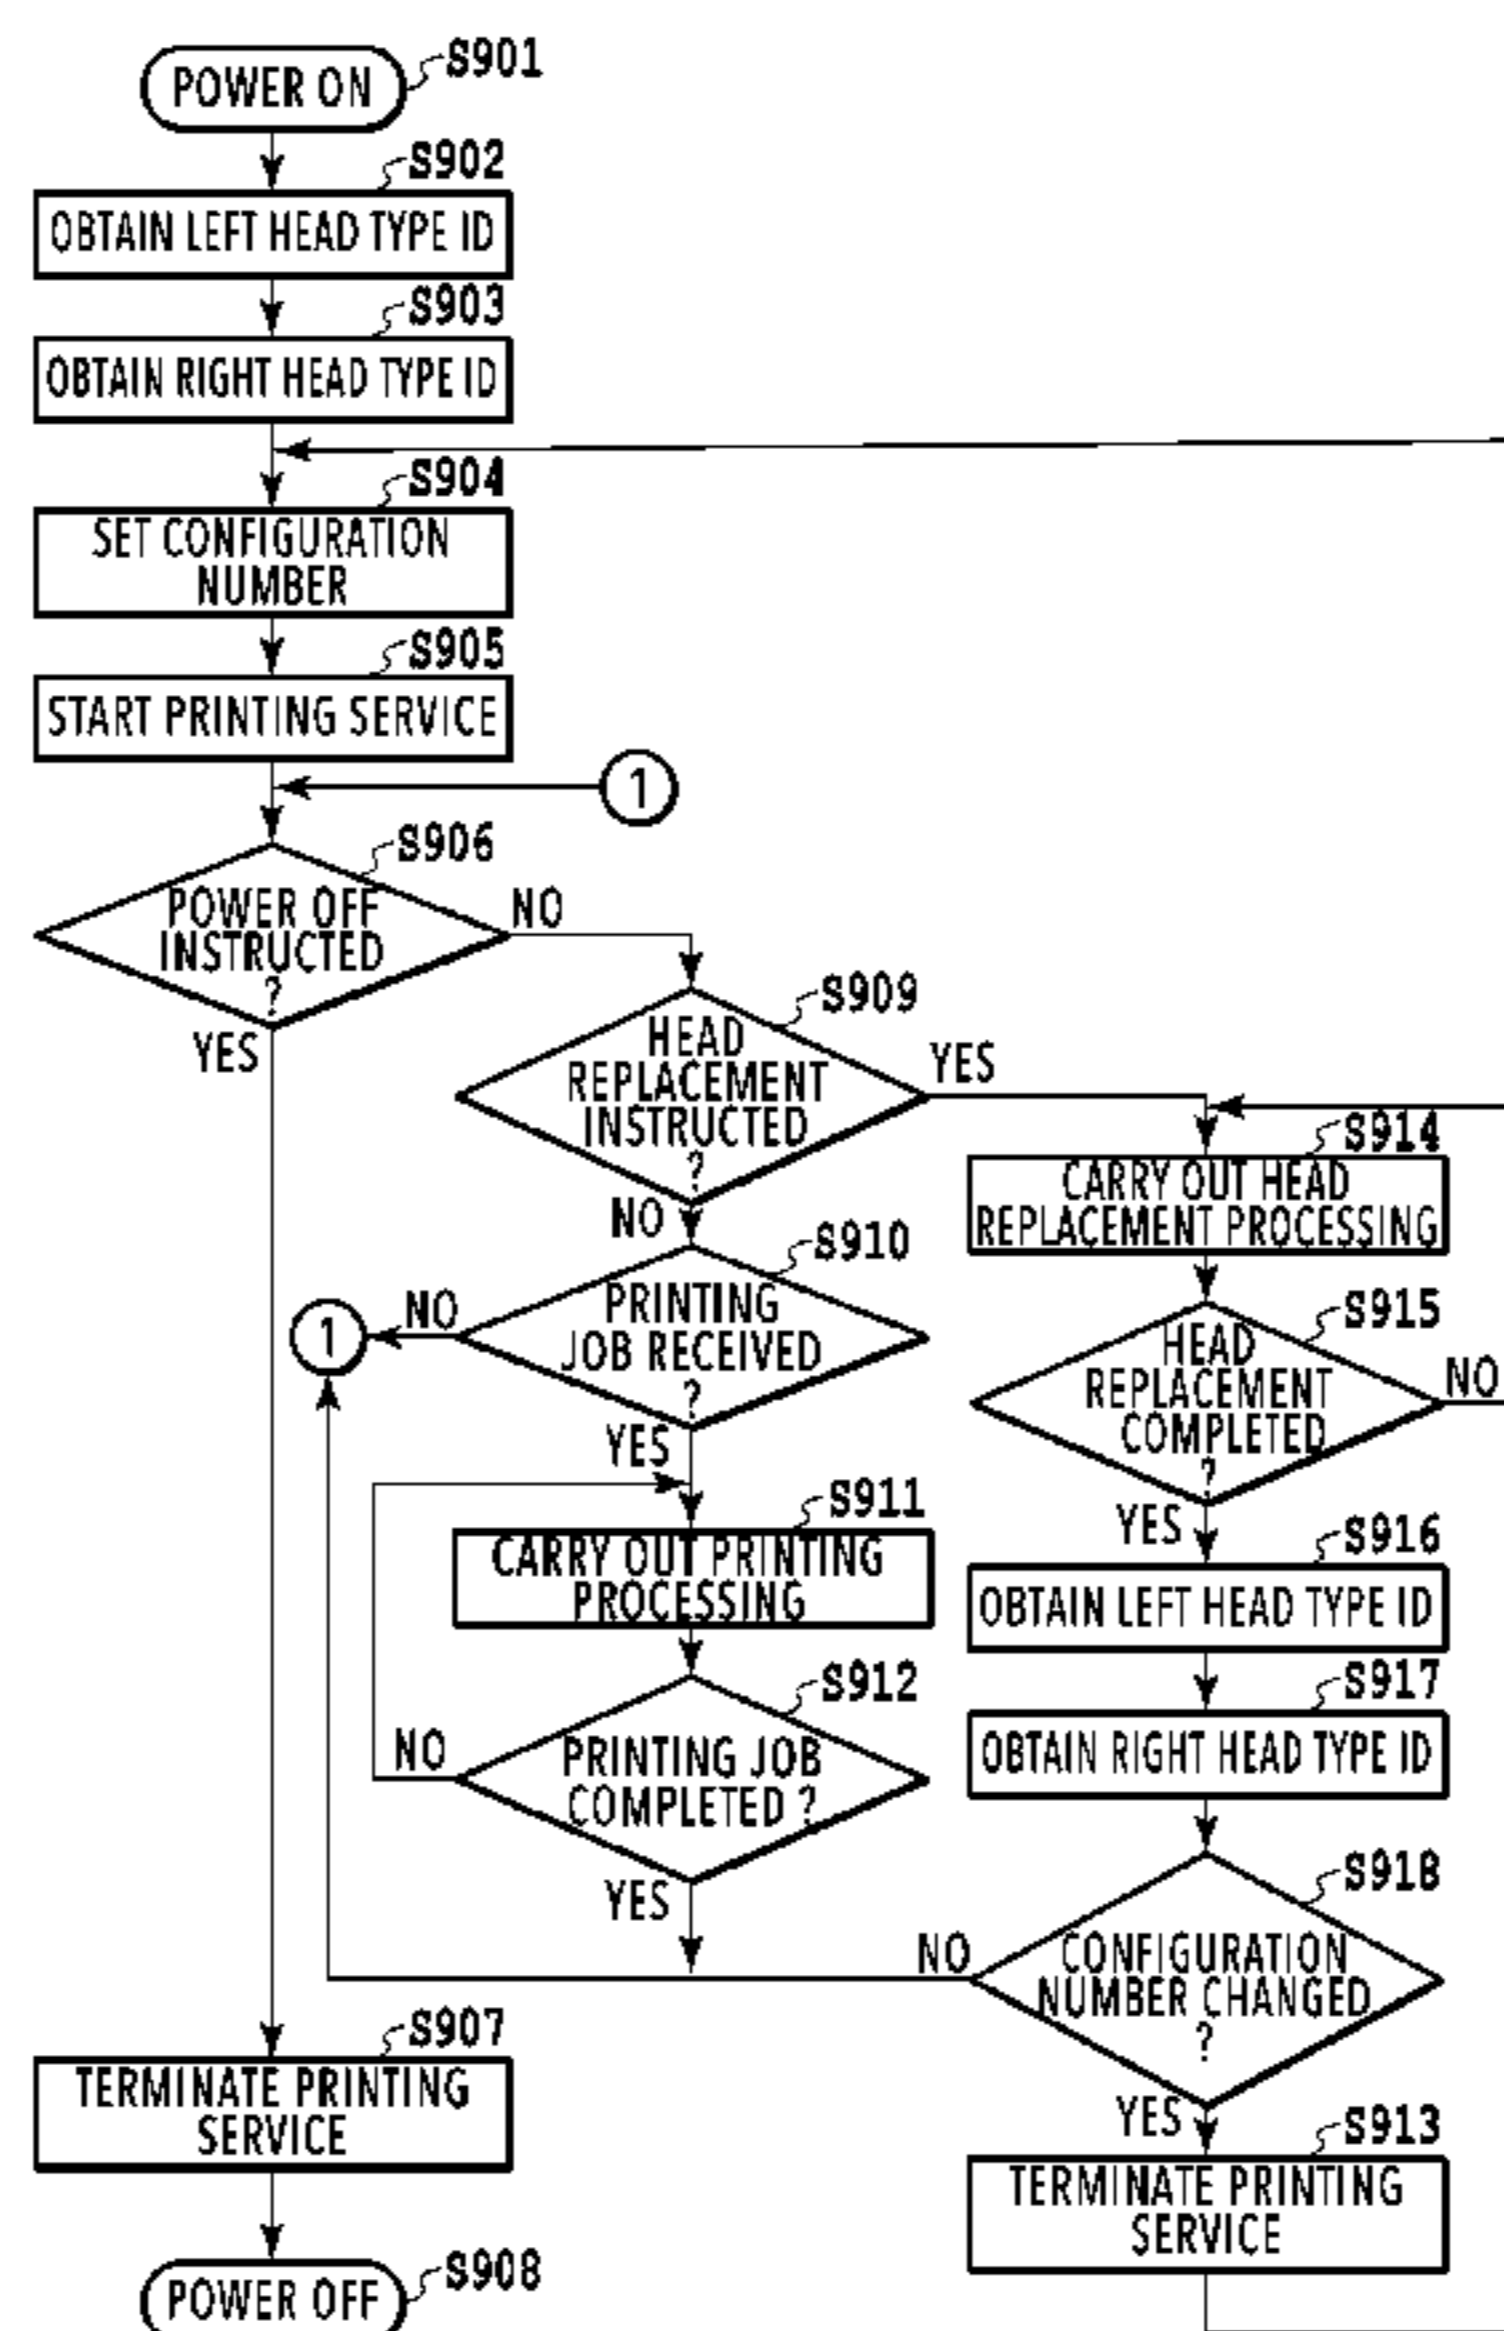 POWER ON
S901
S902
OBTAIN LEFT HEAD TYPE ID
S903
OBTAIN RIGHT HEAD TYPE ID
S904
SET CONFIGURATION
NUMBER
S905
START PRINTING SERVICE
1
S906
POWER OFF
INSTRUCTED
?
NO
YES
S909
HEAD
REPLACEMENT
INSTRUCTED
?
YES
NO
S910
PRINTING
JOB RECEIVED
?
NO
1
YES
S911
CARRY OUT PRINTING
PROCESSING
S912
PRINTING JOB
COMPLETED ?
NO
YES
S914
CARRY OUT HEAD
REPLACEMENT PROCESSING
S915
HEAD
REPLACEMENT
COMPLETED
?
NO
YES
S916
OBTAIN LEFT HEAD TYPE ID
S917
OBTAIN RIGHT HEAD TYPE ID
S918
CONFIGURATION
NUMBER CHANGED
?
NO
YES
S913
TERMINATE PRINTING
SERVICE
S907
TERMINATE PRINTING
SERVICE
S908
POWER OFF